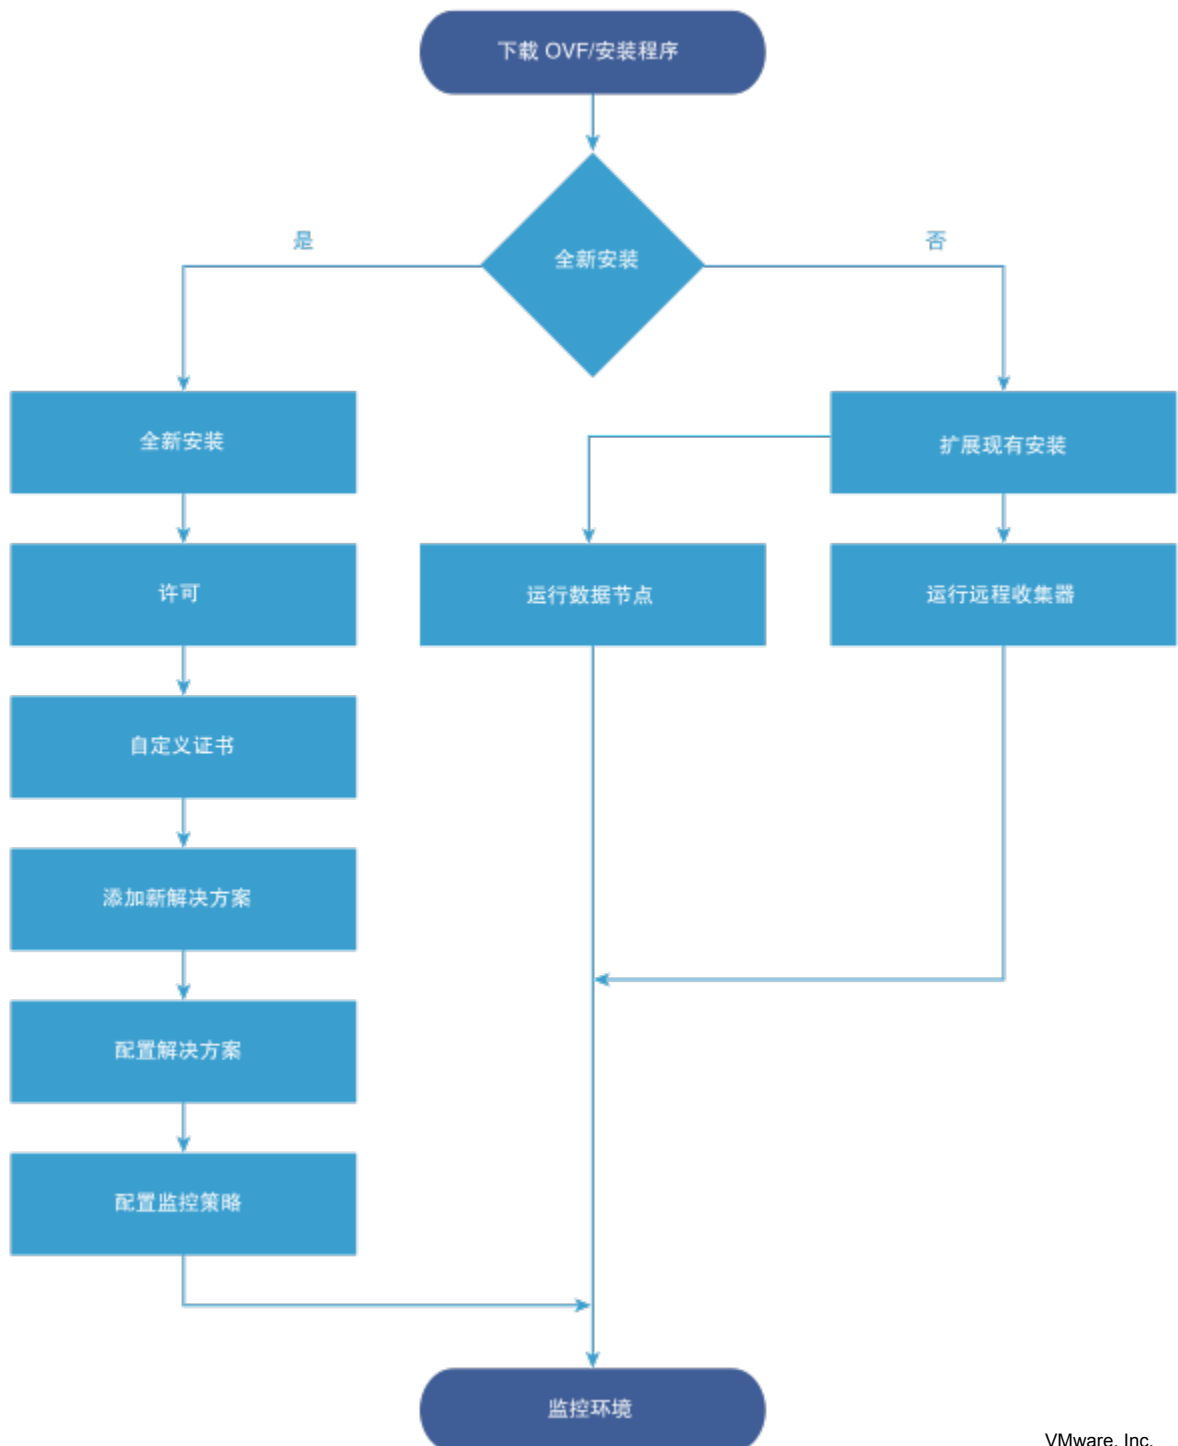 下载 OVF/安装程序
全新安装
是
否
全新安装
扩展现有安装
许可
运行数据节点
运行远程收集器
自定义证书
添加新解决方案
配置解决方案
配置监控策略
监控环境
VMware, Inc.